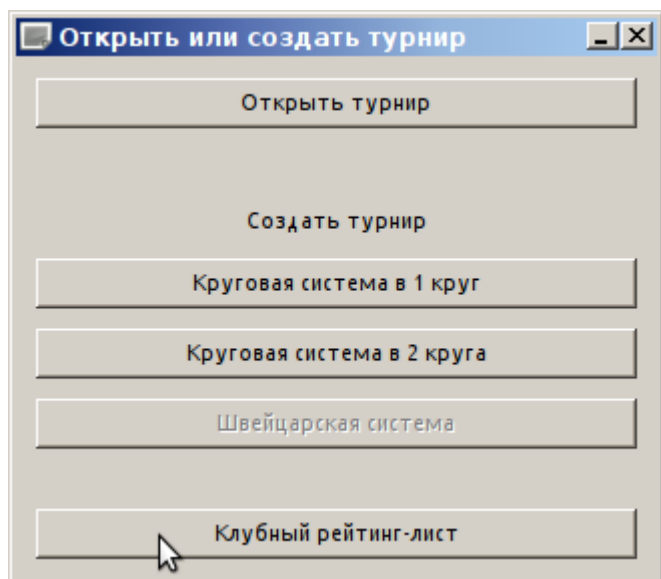 Открыть или создать турнир
Открыть турнир
Создать турнир
Круговая система в 1 круг
Круговая система в 2 круга
Швейцарская система
Клубный рейтинг-лист